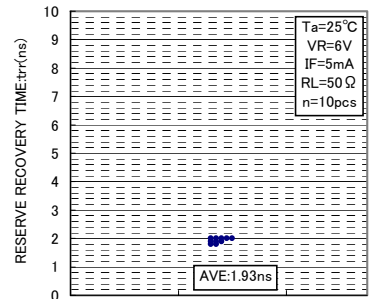 RESERVE RECOVERY TIME:trr(ns)
10
9
8
7
6
5
4
3
2
1
0
Ta=25℃
VR=6V
IF=5mA
RL=50Ω
n=10pcs
AVE:1.93ns